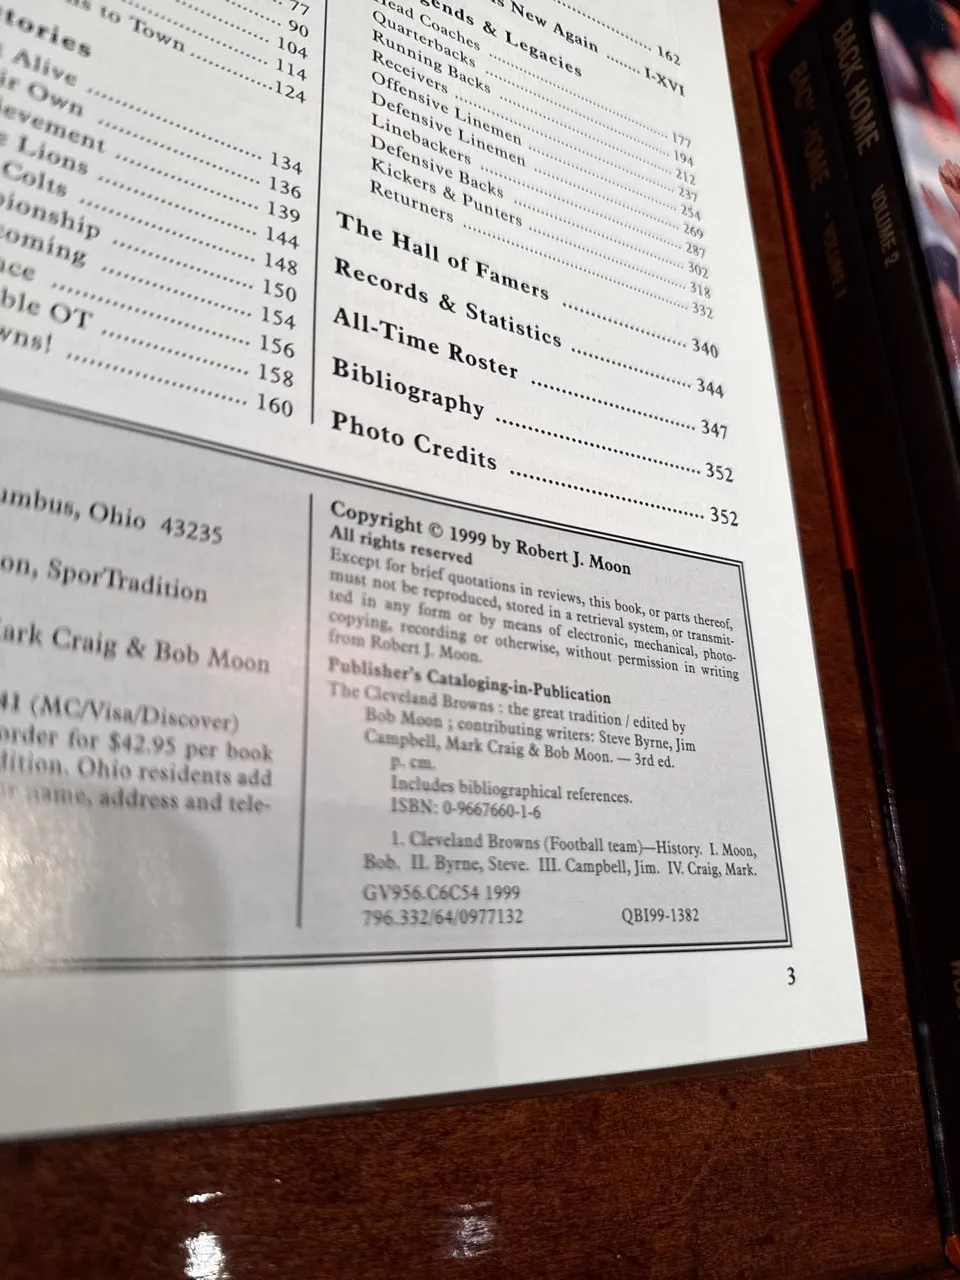 77
90
s to Town ........ 104
114
124
tories
Alive ........ 134
ir Own ........ 136
ievement ........ 139
Lions ........ 144
Colts ........ 148
pionship ........ 150
coming ........ 154
nce ........ 156
ble OT ........ 158
wns! ........ 160
s New Again ........ 162
gends & Legacies ........ I-XVI
Head Coaches ........ 177
Quarterbacks ........ 194
Running Backs ........ 212
Receivers ........ 237
Offensive Linemen ........ 254
Defensive Linemen ........ 269
Linebackers ........ 287
Defensive Backs ........ 302
Kickers & Punters ........ 318
Returners ........ 332
The Hall of Famers ........ 340
Records & Statistics ........ 344
All-Time Roster ........ 347
Bibliography ........ 352
Photo Credits ........ 352
umbus, Ohio 43235
on, SporTradition
ark Craig & Bob Moon
41 (MC/Visa/Discover)
order for $42.95 per book
dition. Ohio residents add
name, address and tele-
Copyright © 1999 by Robert J. Moon
All rights reserved
Except for brief quotations in reviews, this book, or parts thereof,
must not be reproduced, stored in a retrieval system, or transmit-
ted in any form or by means of electronic, mechanical, photo-
copying, recording or otherwise, without permission in writing
from Robert J. Moon.
Publisher's Cataloging-in-Publication
The Cleveland Browns : the great tradition / edited by
Bob Moon ; contributing writers: Steve Byrne, Jim
Campbell, Mark Craig & Bob Moon. — 3rd ed.
p. cm.
Includes bibliographical references.
ISBN: 0-9667660-1-6
1. Cleveland Browns (Football team)—History. I. Moon,
Bob. II. Byrne, Steve. III. Campbell, Jim. IV. Craig, Mark.
GV956.C6C54 1999
796.332/64/0977132 QBI99-1382
3
BACK HOME VOLUME 2
BACK HOME · VOLUME 1